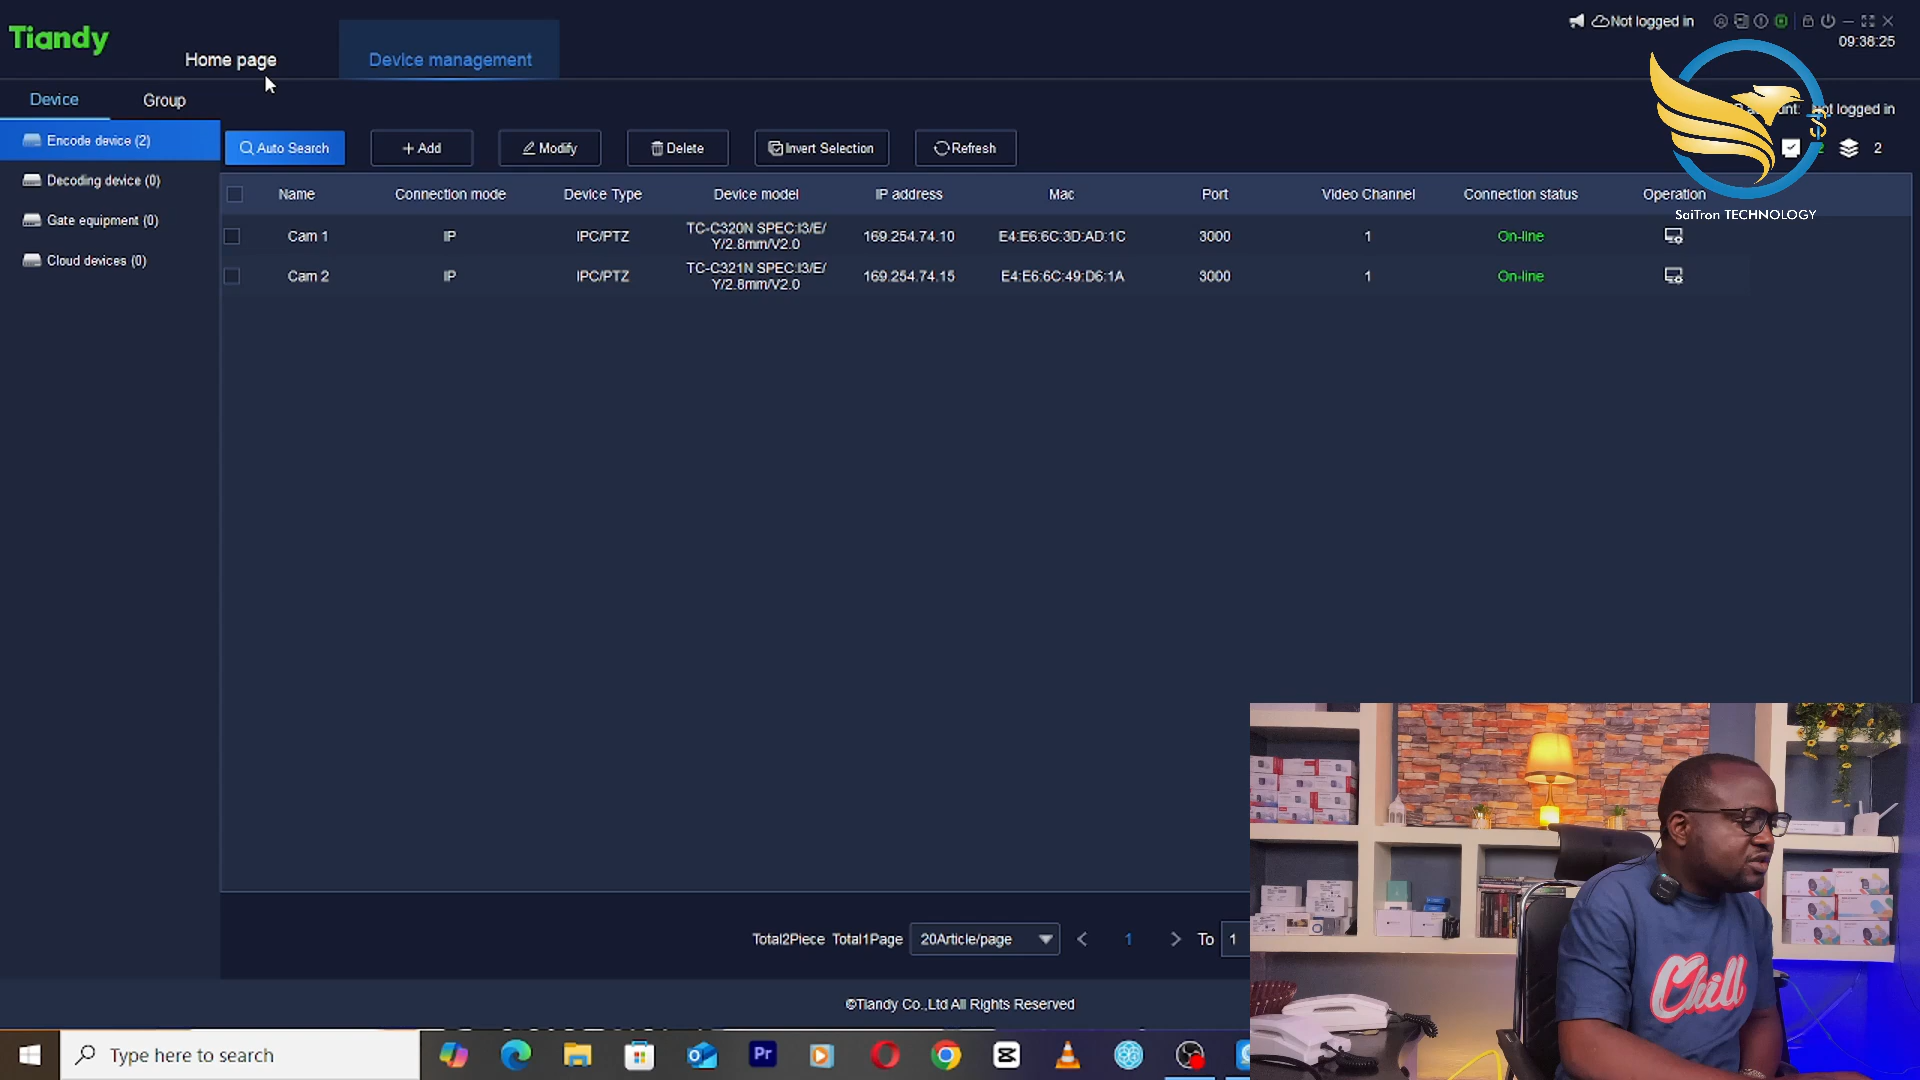 Tiandy
Home page
Device management
Not logged in
09:38:25
Device
Group
Not logged in
Encode device (2)
Decoding device (0)
Gate equipment (0)
Cloud devices (0)
Auto Search
+ Add
Modify
Delete
Invert Selection
Refresh
2
2
Name Connection mode Device Type Device model IP address Mac Port Video Channel Connection status Operation
SaiTron TECHNOLOGY
Cam 1 IP IPC/PTZ TC-C320N SPEC:I3/E/
Y/2.8mm/V2.0 169.254.74.10 E4:E6:6C:3D:AD:1C 3000 1 On-line
Cam 2 IP IPC/PTZ TC-C321N SPEC:I3/E/
Y/2.8mm/V2.0 169.254.74.15 E4:E6:6C:49:D6:1A 3000 1 On-line
Total2Piece Total1Page 20Article/page < 1 > To 1
©Tiandy Co.,Ltd All Rights Reserved
Type here to search
Pr
Chill